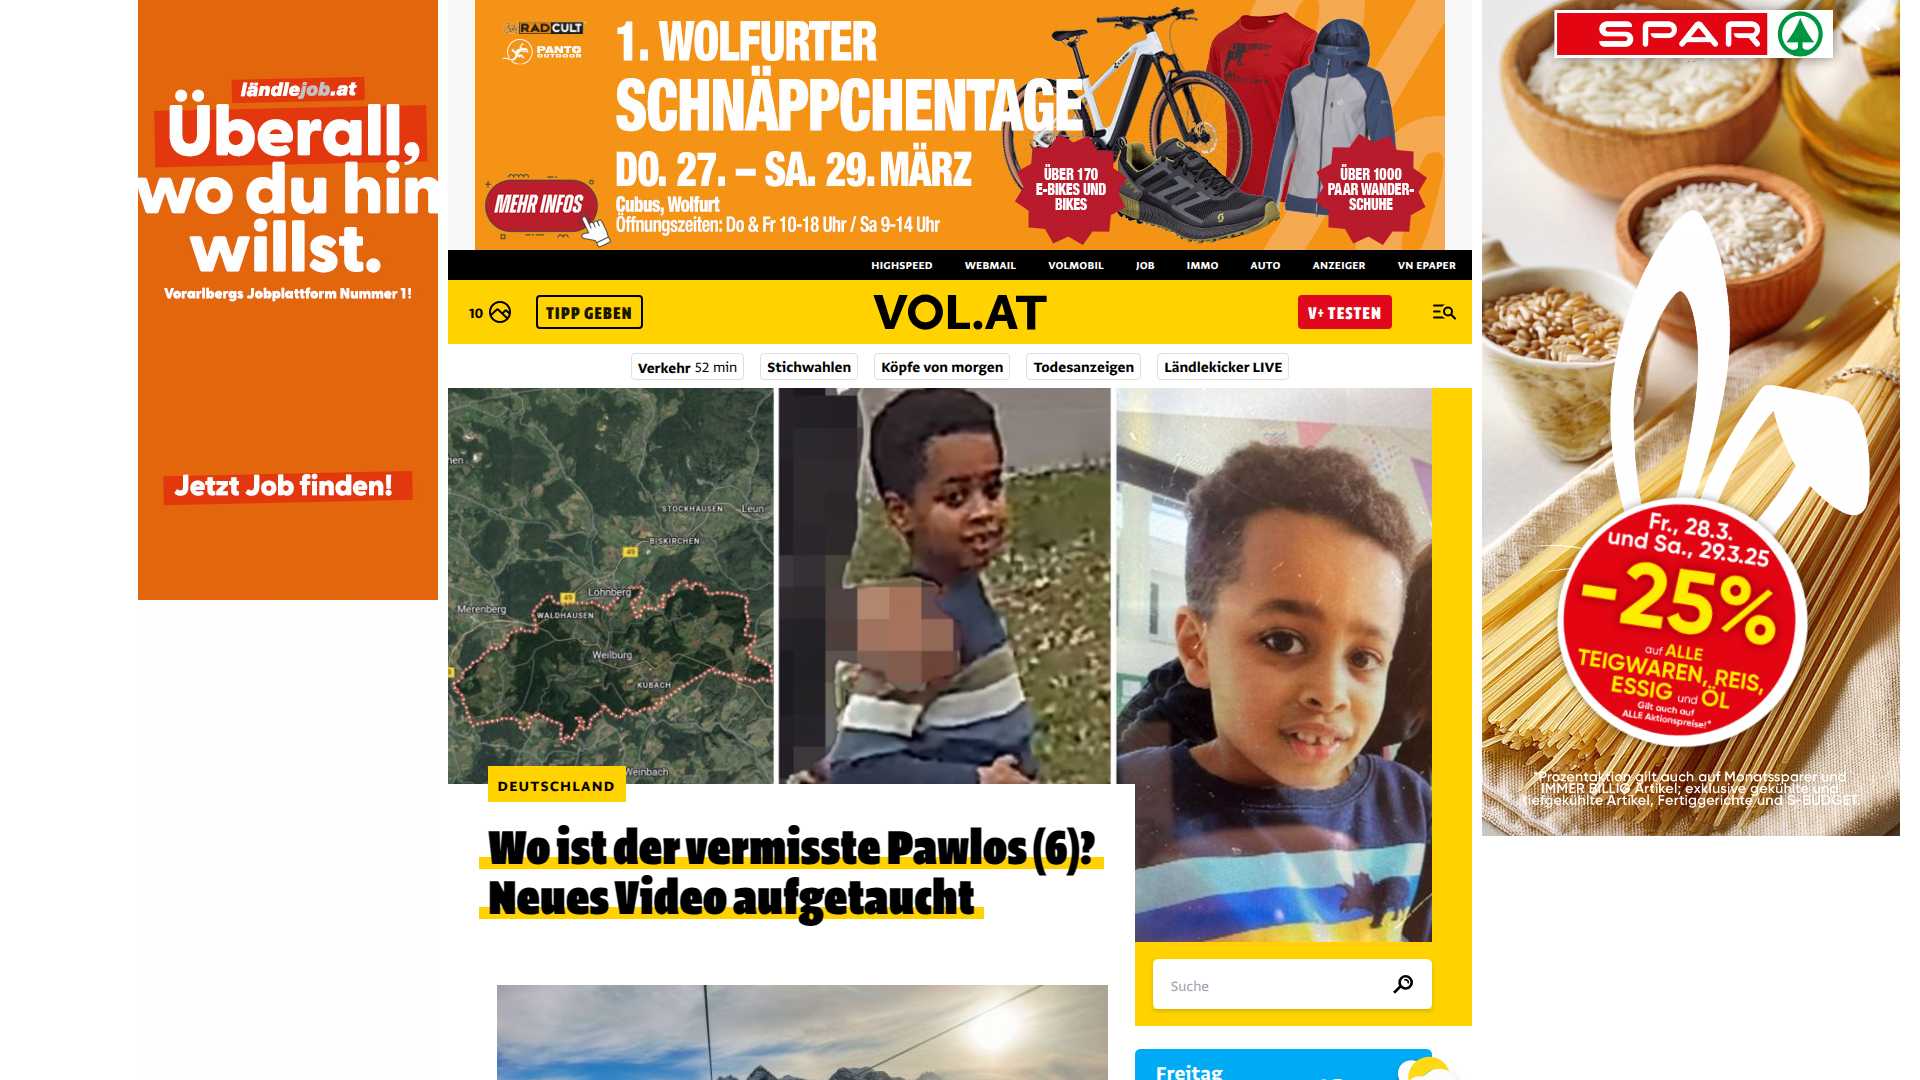 ländlejob.at
Überall,
wo du hin
willst.
Vorarlbergs Jobplattform Nummer 1!
Jetzt Job finden!
RADCULT
PANTO
OUTDOOR
1. WOLFURTER
SCHNÄPPCHENTAGE
DO. 27. – SA. 29. MÄRZ
MEHR INFOS
Cubus, Wolfurt
Öffnungszeiten: Do & Fr 10-18 Uhr / Sa 9-14 Uhr
ÜBER 170
E-BIKES UND
BIKES
ÜBER 1000
PAAR WANDER-
SCHUHE
HIGHSPEED WEBMAIL VOLMOBIL JOB IMMO AUTO ANZEIGER VN EPAPER
10
TIPP GEBEN
VOL.AT
V+ TESTEN
Verkehr 52 min
Stichwahlen
Köpfe von morgen
Todesanzeigen
Ländlekicker LIVE
STOCKHAUSEN
Leun
BISKIRCHEN
49
49
Löhnberg
Merenberg
WALDHAUSEN
Weilburg
KUBACH
Weinbach
DEUTSCHLAND
Wo ist der vermisste Pawlos (6)?
Neues Video aufgetaucht
Suche
Freitag
SPAR
Fr., 28.3.
und Sa., 29.3.25
-25%
auf ALLE
TEIGWAREN, REIS,
ESSIG und ÖL
Gilt auch auf
ALLE Aktionspreise!*
*Prozentaktion gilt auch auf Monatssparer und
IMMER BILLIG Artikel; exklusive gekühlte und
tiefgekühlte Artikel, Fertiggerichte und S-BUDGET.